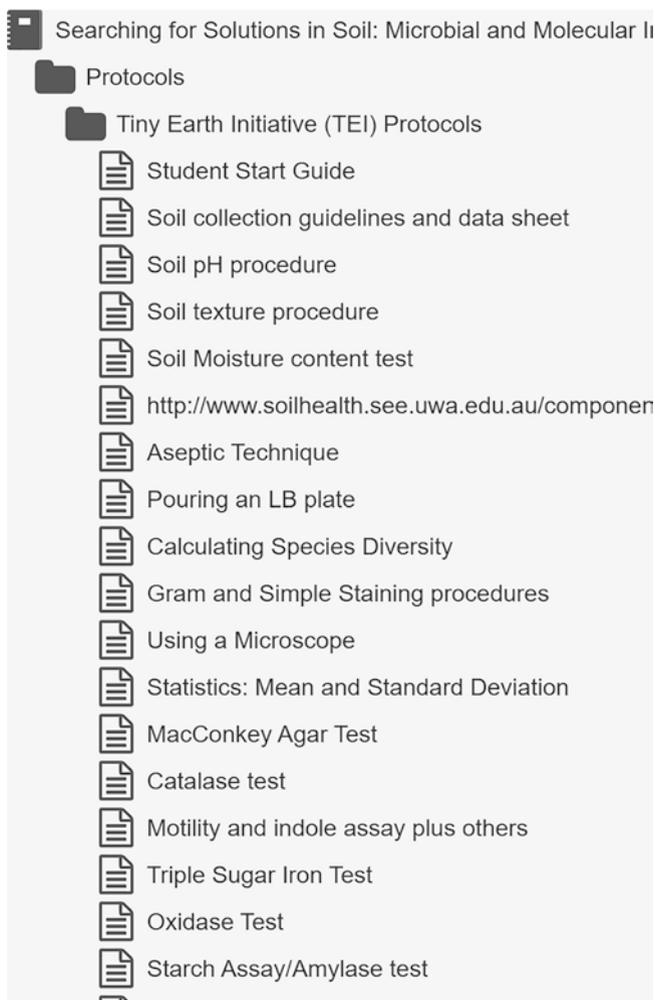 Searching for Solutions in Soil: Microbial and Molecular
Protocols
Tiny Earth Initiative (TEI) Protocols
Student Start Guide
Soil collection guidelines and data sheet
Soil pH procedure
Soil texture procedure
Soil Moisture content test
http://www.soilhealth.see.uwa.edu.au/componen
Aseptic Technique
Pouring an LB plate
Calculating Species Diversity
Gram and Simple Staining procedures
Using a Microscope
Statistics: Mean and Standard Deviation
MacConkey Agar Test
Catalase test
Motility and indole assay plus others
Triple Sugar Iron Test
Oxidase Test
Starch Assay/Amylase test